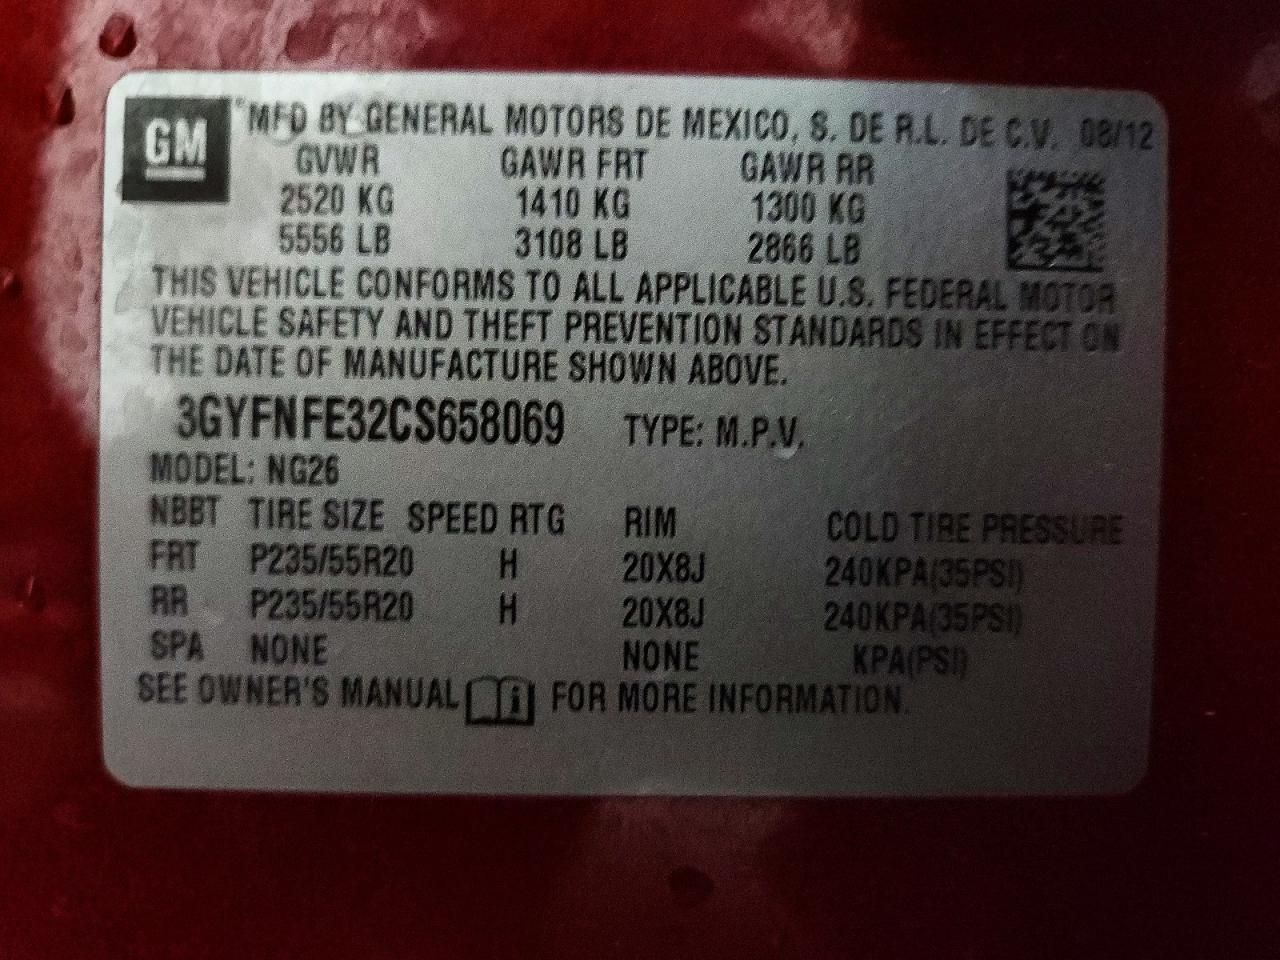 GM MFD BY GENERAL MOTORS DE MEXICO, S. DE R.L. DE C.V. 08/12
GVWR GAWR FRT GAWR RR
2520 KG 1410 KG 1300 KG
5556 LB 3108 LB 2866 LB
THIS VEHICLE CONFORMS TO ALL APPLICABLE U.S. FEDERAL MOTOR
VEHICLE SAFETY AND THEFT PREVENTION STANDARDS IN EFFECT ON
THE DATE OF MANUFACTURE SHOWN ABOVE.
3GYFNFE32CS658069 TYPE: M.P.V.
MODEL: NG26
NBBT TIRE SIZE SPEED RTG RIM COLD TIRE PRESSURE
FRT P235/55R20 H 20X8J 240KPA(35PSI)
RR P235/55R20 H 20X8J 240KPA(35PSI)
SPA NONE NONE KPA(PSI)
SEE OWNER'S MANUAL FOR MORE INFORMATION.